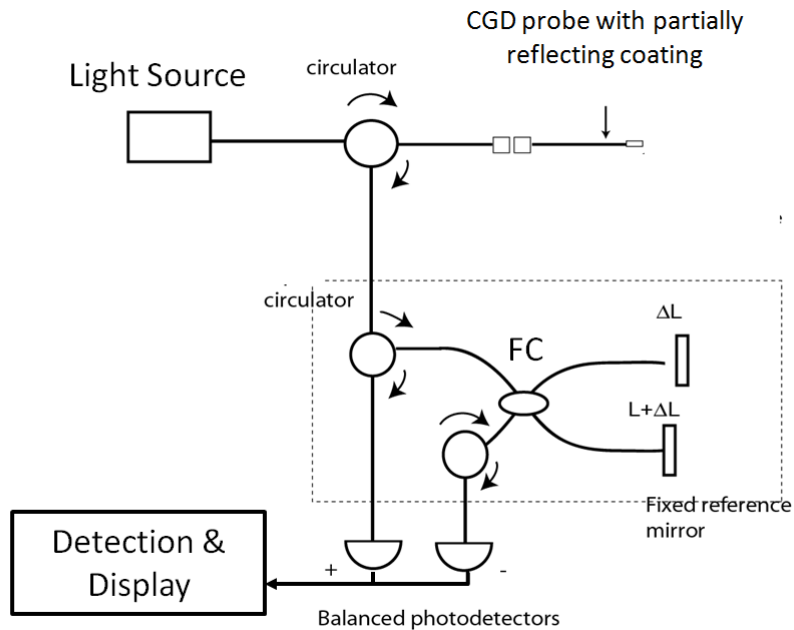 CGD probe with partially
reflecting coating
Light Source
circulator
circulator
ΔL
FC
L+ΔL
Fixed reference
mirror
Detection &
Display
+
-
Balanced photodetectors